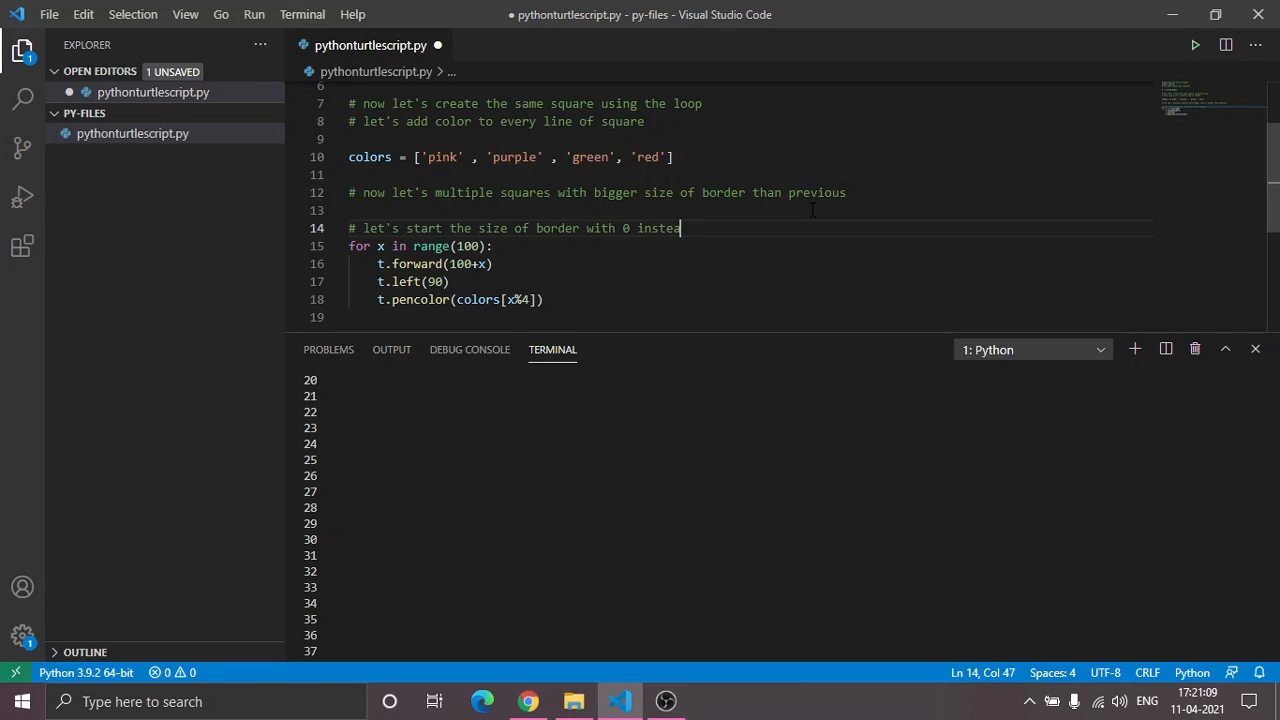 File Edit Selection View Go Run Terminal Help
● pythonturtlescript.py - py-files - Visual Studio Code
EXPLORER
OPEN EDITORS 1 UNSAVED
pythonturtlescript.py
PY-FILES
pythonturtlescript.py
OUTLINE
1
1
pythonturtlescript.py
pythonturtlescript.py > ...
6
7 # now let's create the same square using the loop
8 # let's add color to every line of square
9
10 colors = ['pink' , 'purple' , 'green', 'red']
11
12 # now let's multiple squares with bigger size of border than previous
13
14 # let's start the size of border with 0 instea
15 for x in range(100):
16 t.forward(100+x)
17 t.left(90)
18 t.pencolor(colors[x%4])
19
PROBLEMS OUTPUT DEBUG CONSOLE TERMINAL
1: Python
20
21
22
23
24
25
26
27
28
29
30
31
32
33
34
35
36
37
Python 3.9.2 64-bit 0 0
Ln 14, Col 47 Spaces: 4 UTF-8 CRLF Python
Type here to search
ENG
17:21:09
11-04-2021